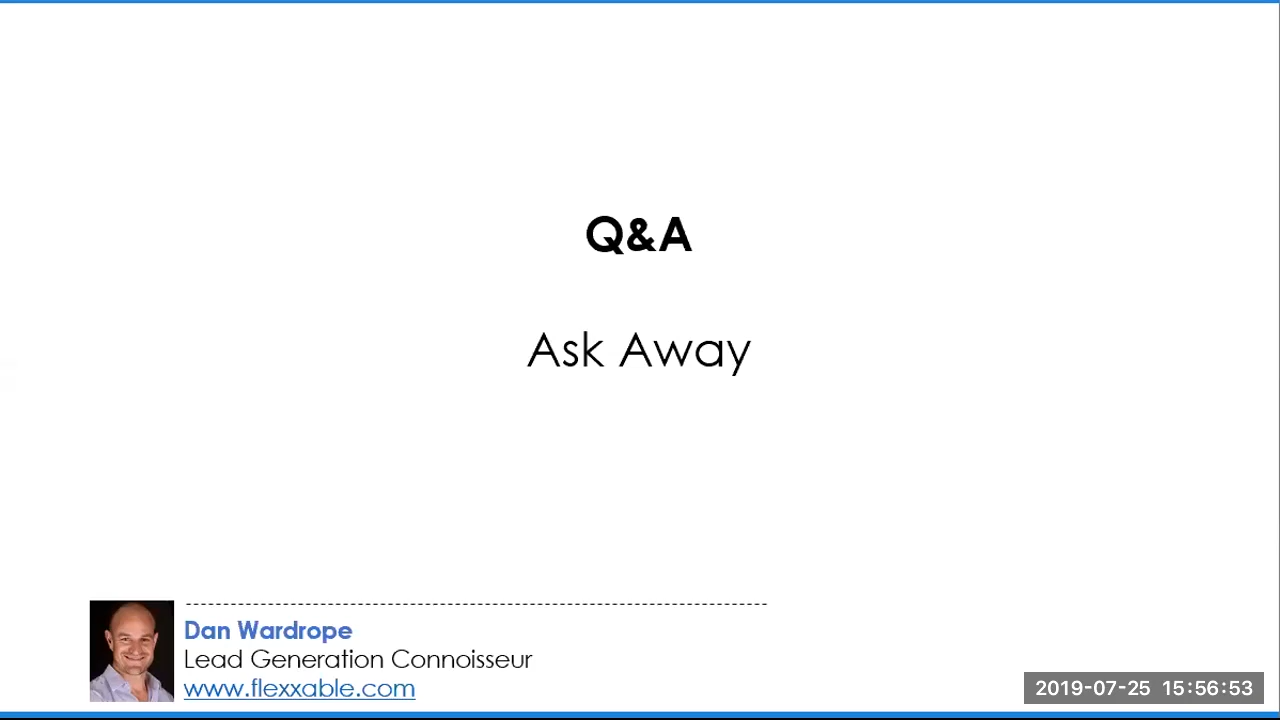 Q&A
Ask Away
Dan Wardrope
Lead Generation Connoisseur
www.flexxable.com
2019-07-25 15:56:53